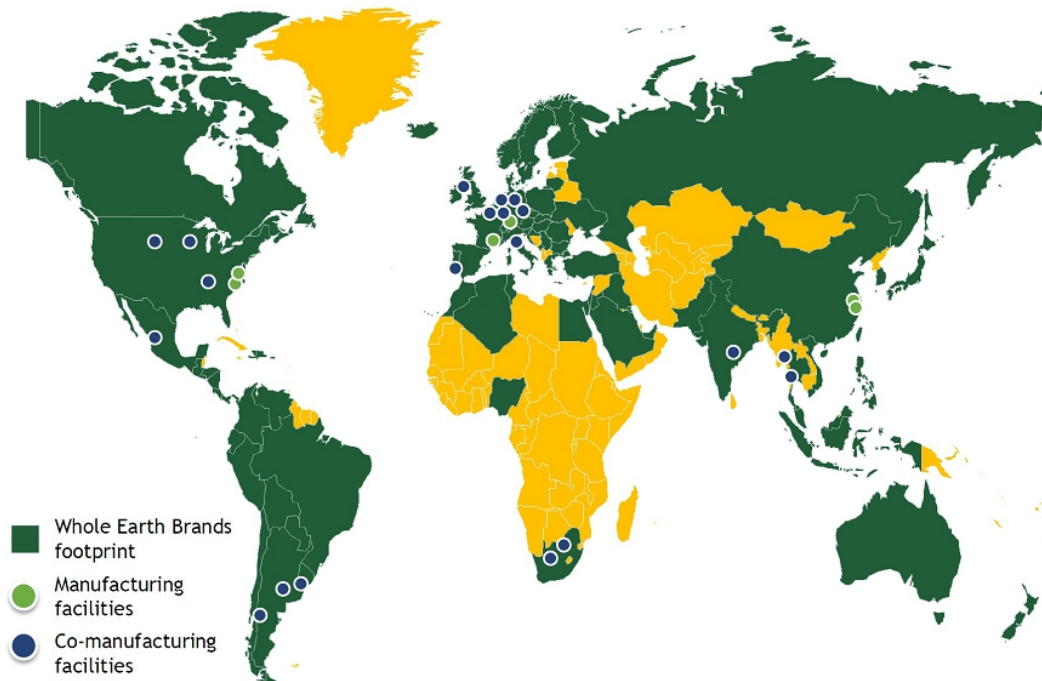 Whole Earth Brands
footprint
Manufacturing
facilities
Co-manufacturing
facilities